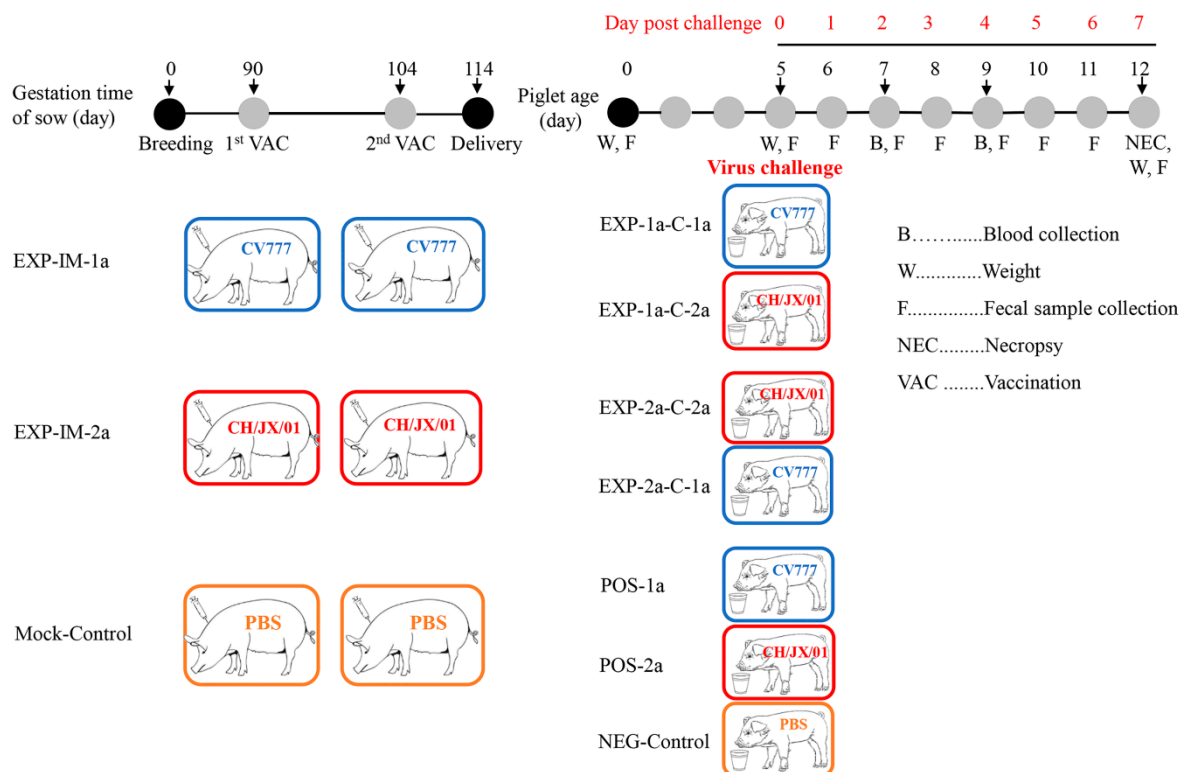 Day post challenge 0 1 2 3 4 5 6 7
0 90 104 114
Gestation time
of sow (day)
Breeding 1st VAC 2nd VAC Delivery
0 5 6 7 8 9 10 11 12
Piglet age
(day)
W, F W, F F B, F F B, F F F NEC,
W, F
Virus challenge
EXP-IM-1a
CV777 CV777
EXP-IM-2a
CH/JX/01 CH/JX/01
Mock-Control
PBS PBS
EXP-1a-C-1a
CV777
EXP-1a-C-2a
CH/JX/01
EXP-2a-C-2a
CH/JX/01
EXP-2a-C-1a
CV777
POS-1a
CV777
POS-2a
CH/JX/01
NEG-Control
PBS
B…….....Blood collection
W.............Weight
F...............Fecal sample collection
NEC.........Necropsy
VAC ........Vaccination